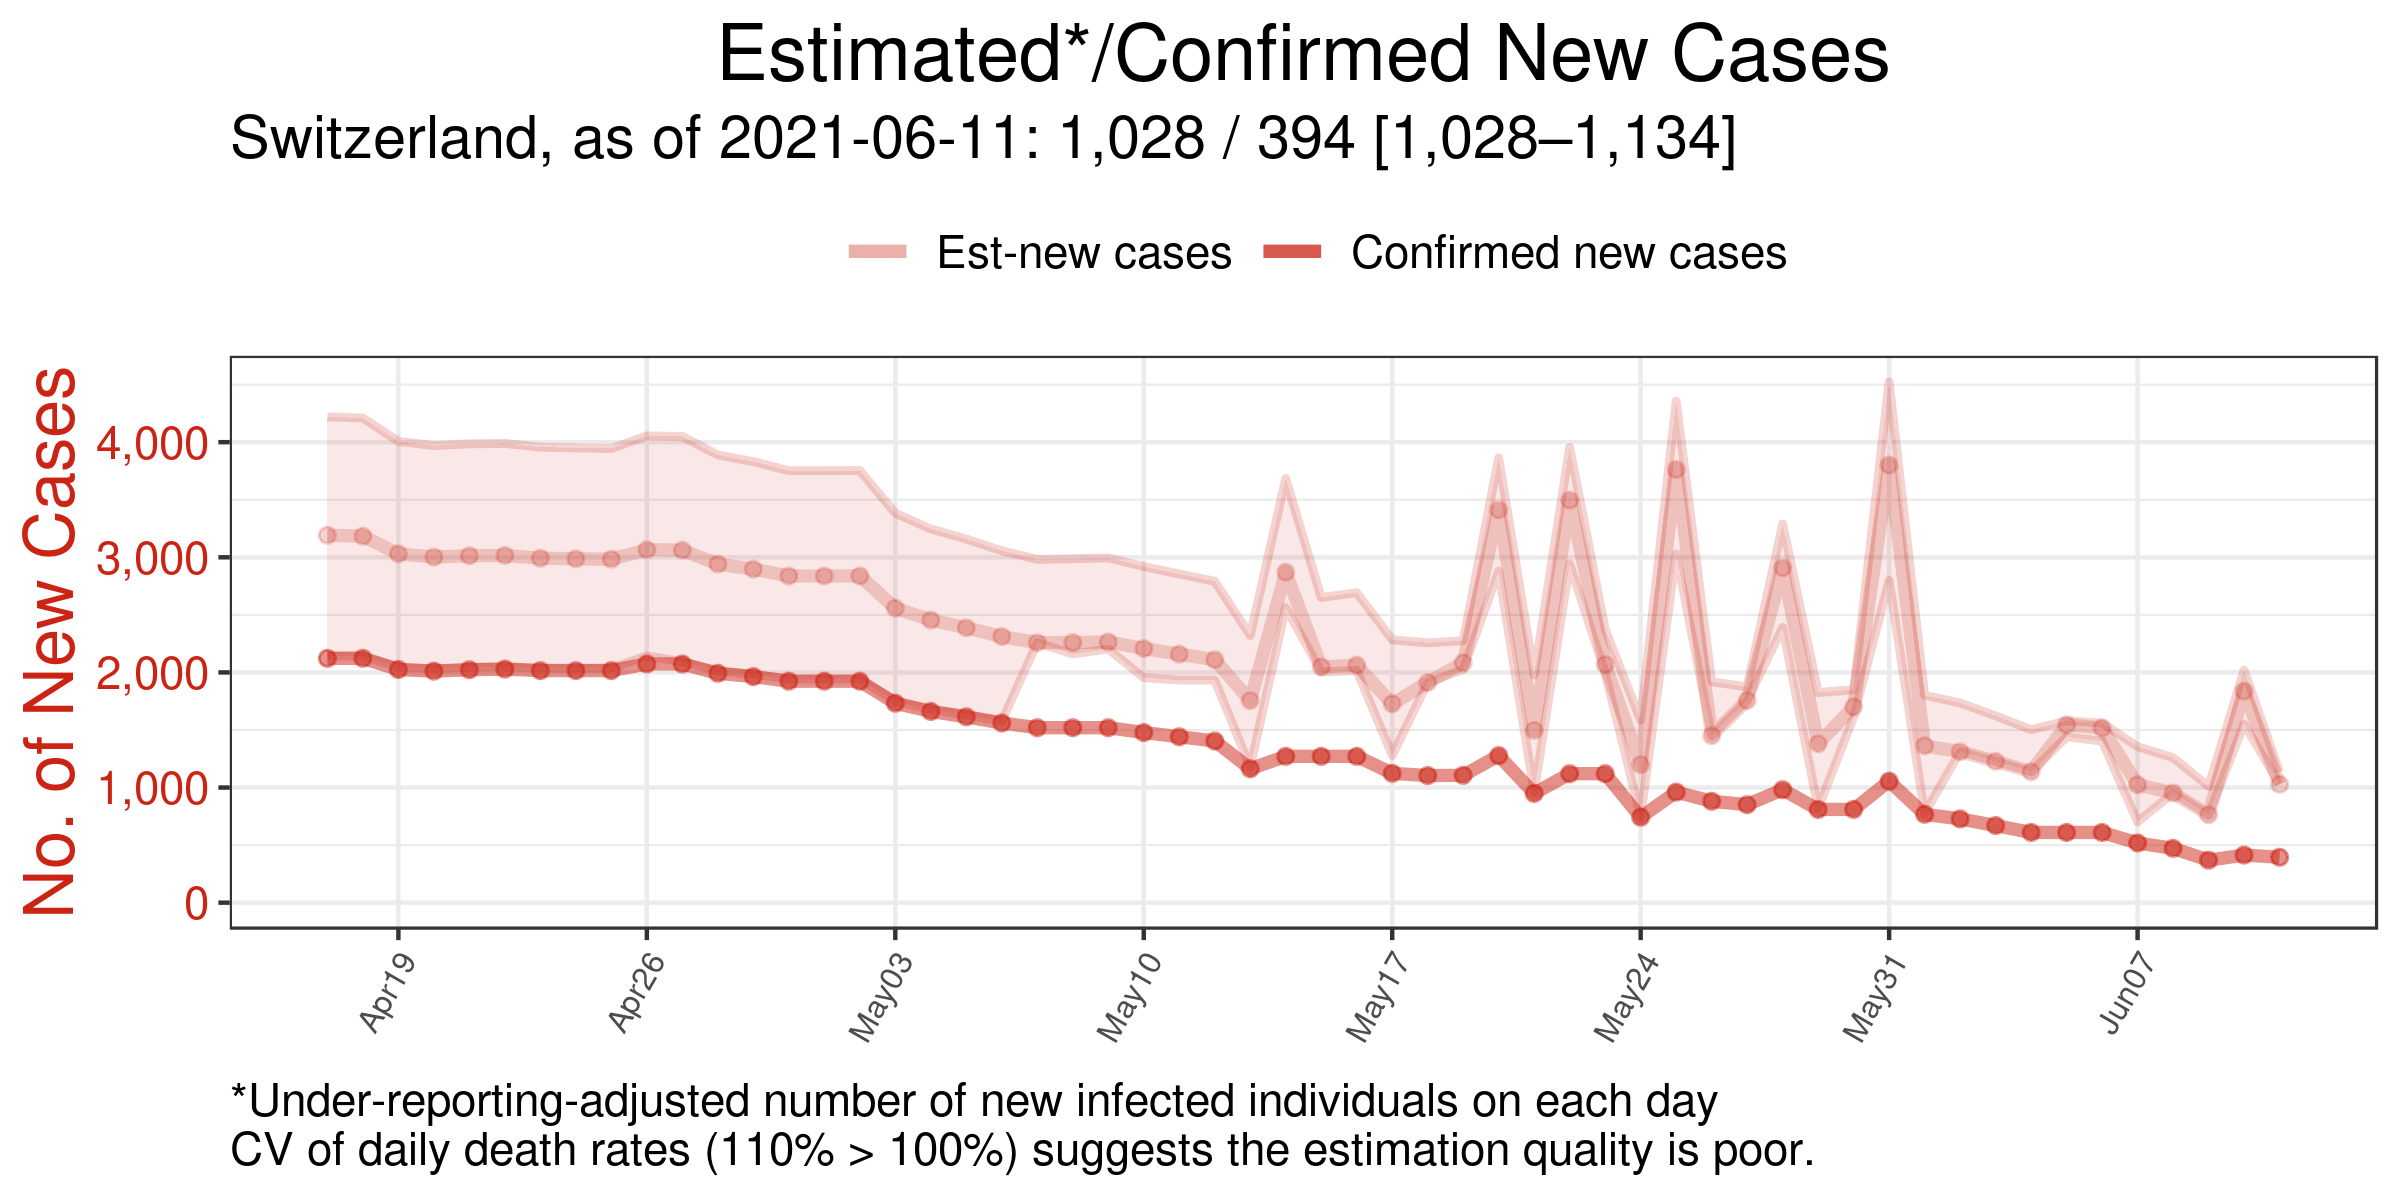 Estimated*/Confirmed New Cases
Switzerland, as of 2021-06-11: 1,028 / 394 [1,028–1,134]
Est-new cases
Confirmed new cases
No. of New Cases
4,000
3,000
2,000
1,000
0
Apr19
Apr26
May03
May10
May17
May24
May31
Jun07
*Under-reporting-adjusted number of new infected individuals on each day
CV of daily death rates (110% > 100%) suggests the estimation quality is poor.